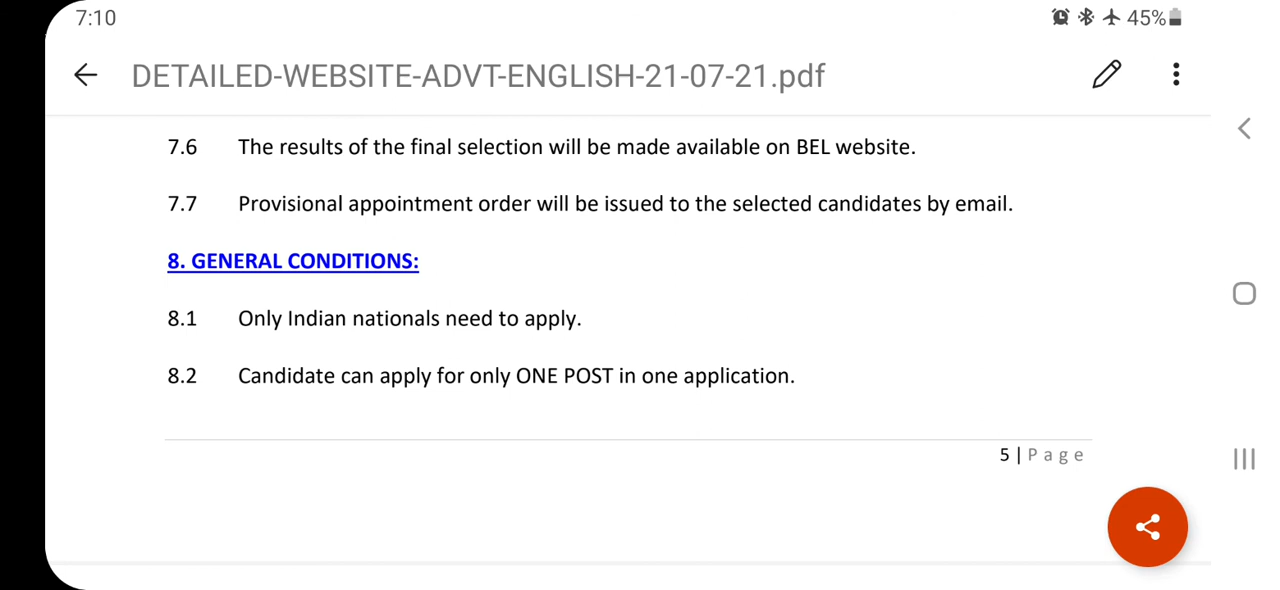 7:10
45%
DETAILED-WEBSITE-ADVT-ENGLISH-21-07-21.pdf
7.6 The results of the final selection will be made available on BEL website.
7.7 Provisional appointment order will be issued to the selected candidates by email.
8. GENERAL CONDITIONS:
8.1 Only Indian nationals need to apply.
8.2 Candidate can apply for only ONE POST in one application.
5 | Page